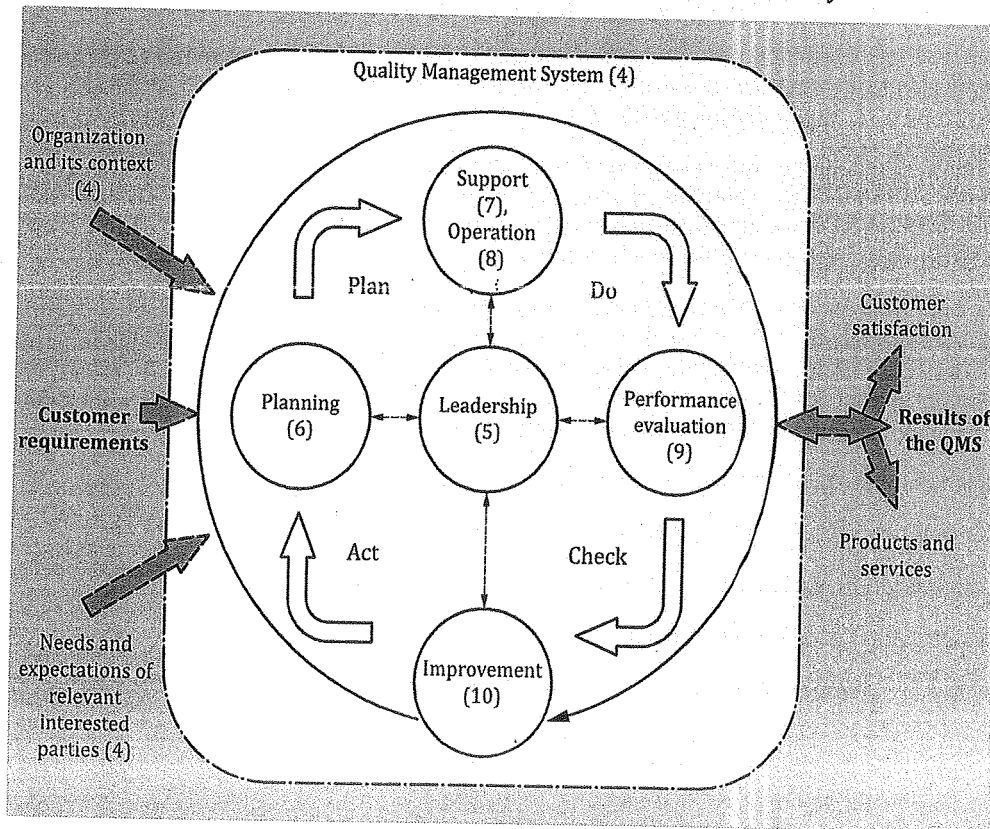 Quality Management System (4)
Organization
and its context
(4)
Support
(7),
Operation
(8)
Plan
Do
Customer
satisfaction
Customer
requirements
Planning
(6)
Leadership
(5)
Performance
evaluation
(9)
Results of
the QMS
Act
Check
Products and
services
Needs and
expectations of
relevant
interested
parties (4)
Improvement
(10)